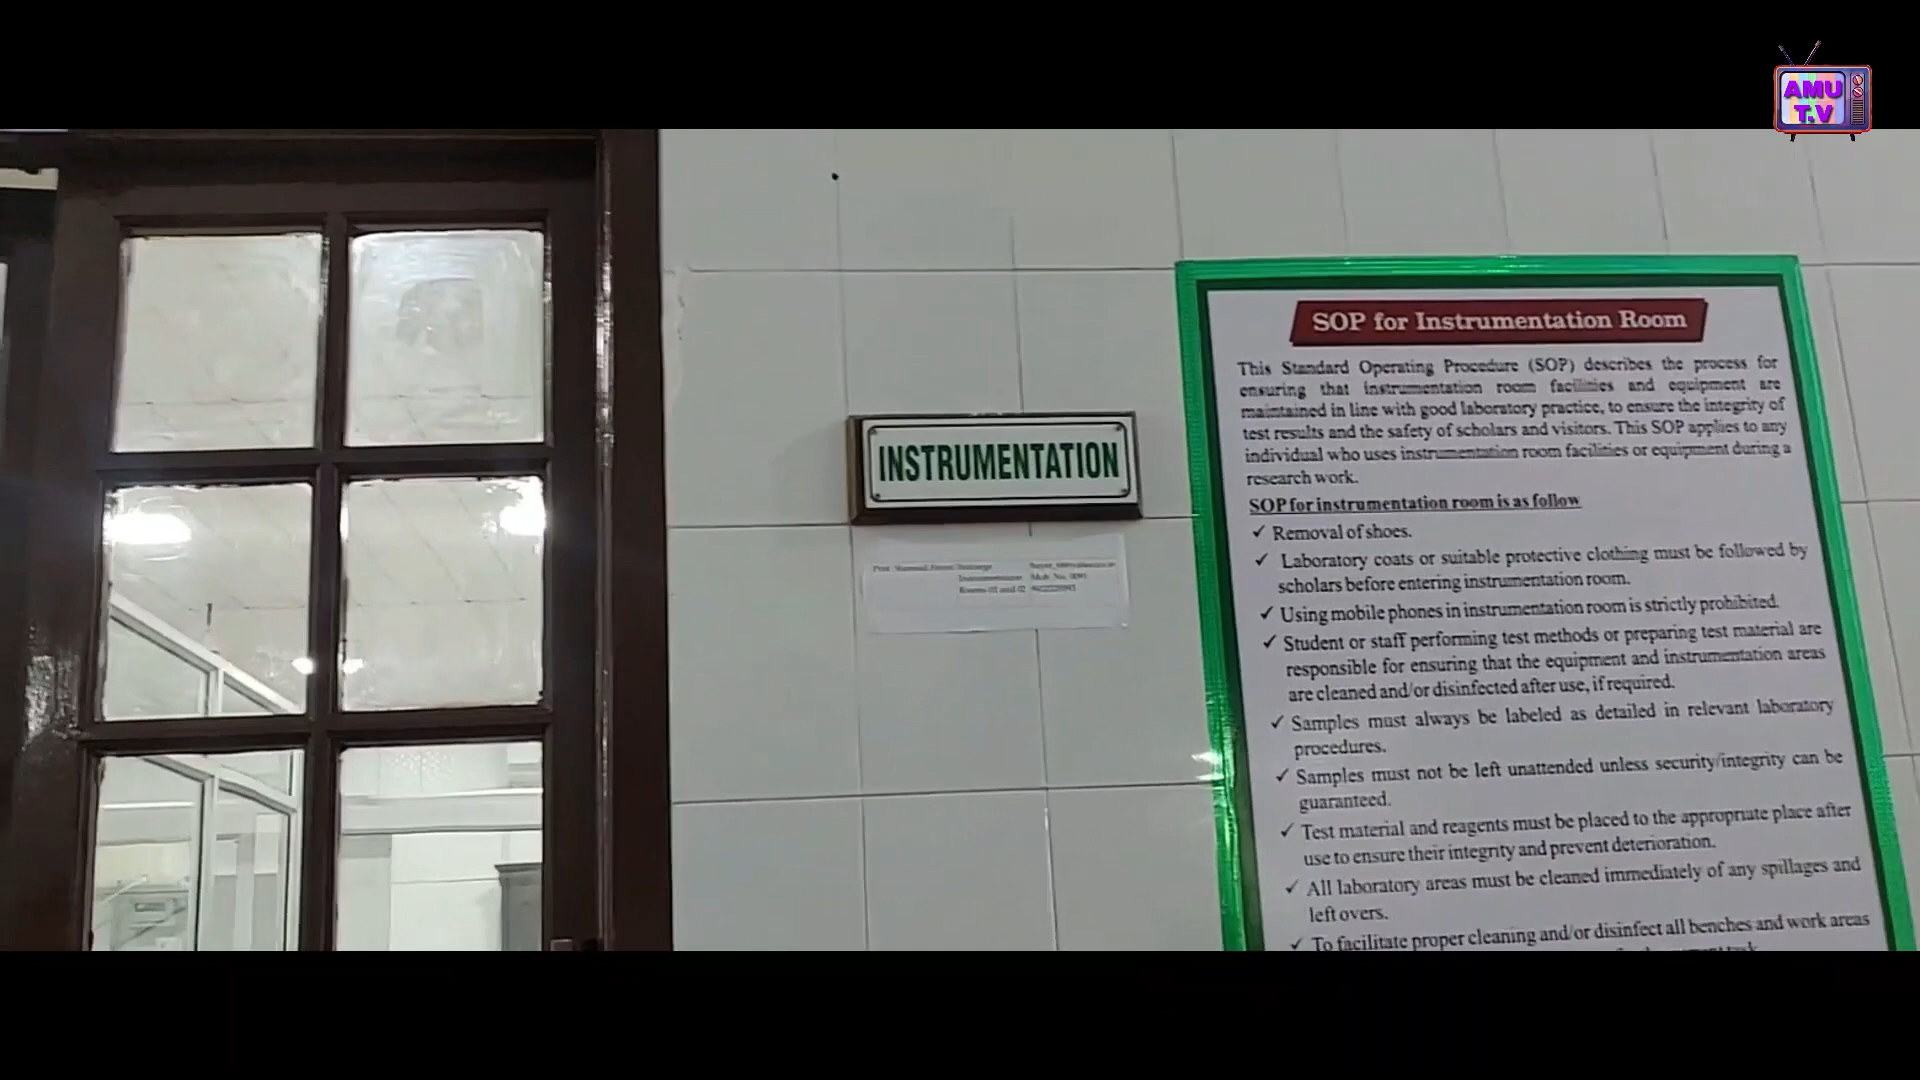 AMU
T.V
INSTRUMENTATION
Rooms 01 and 02
SOP for Instrumentation Room
This Standard Operating Procedure (SOP) describes the process for
ensuring that instrumentation room facilities and equipment are
maintained in line with good laboratory practice, to ensure the integrity of
test results and the safety of scholars and visitors. This SOP applies to any
individual who uses instrumentation room facilities or equipment during a
research work.
SOP for instrumentation room is as follow
✓ Removal of shoes.
✓ Laboratory coats or suitable protective clothing must be followed by
scholars before entering instrumentation room.
✓ Using mobile phones in instrumentation room is strictly prohibited.
✓ Student or staff performing test methods or preparing test material are
responsible for ensuring that the equipment and instrumentation areas
are cleaned and/or disinfected after use, if required.
✓ Samples must always be labeled as detailed in relevant laboratory
procedures.
✓ Samples must not be left unattended unless security/integrity can be
guaranteed.
✓ Test material and reagents must be placed to the appropriate place after
use to ensure their integrity and prevent deterioration.
✓ All laboratory areas must be cleaned immediately of any spillages and
left overs.
✓ To facilitate proper cleaning and/or disinfect all benches and work areas